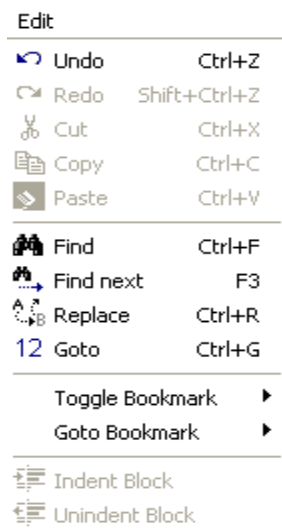 Edit
Undo Ctrl+Z
Redo Shift+Ctrl+Z
Cut Ctrl+X
Copy Ctrl+C
Paste Ctrl+V
Find Ctrl+F
Find next F3
A B Replace Ctrl+R
12 Goto Ctrl+G
Toggle Bookmark
Goto Bookmark
Indent Block
Unindent Block